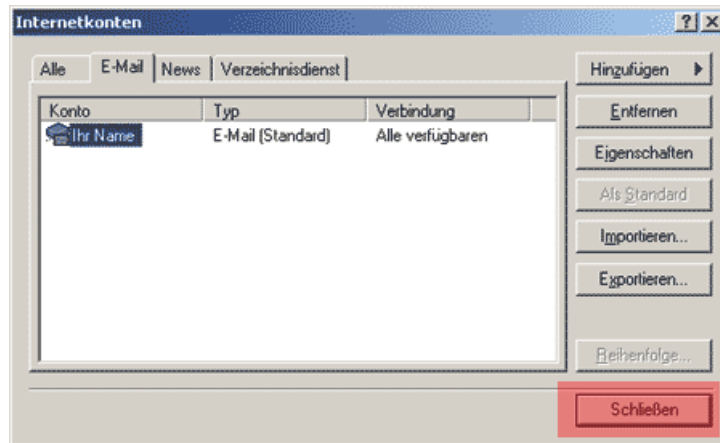 Internetkonten
Alle E-Mail News Verzeichnisdienst
Konto Typ Verbindung
Ihr Name E-Mail (Standard) Alle verfügbaren
Hinzufügen
Entfernen
Eigenschaften
Als Standard
Importieren...
Exportieren...
Reihenfolge...
Schließen